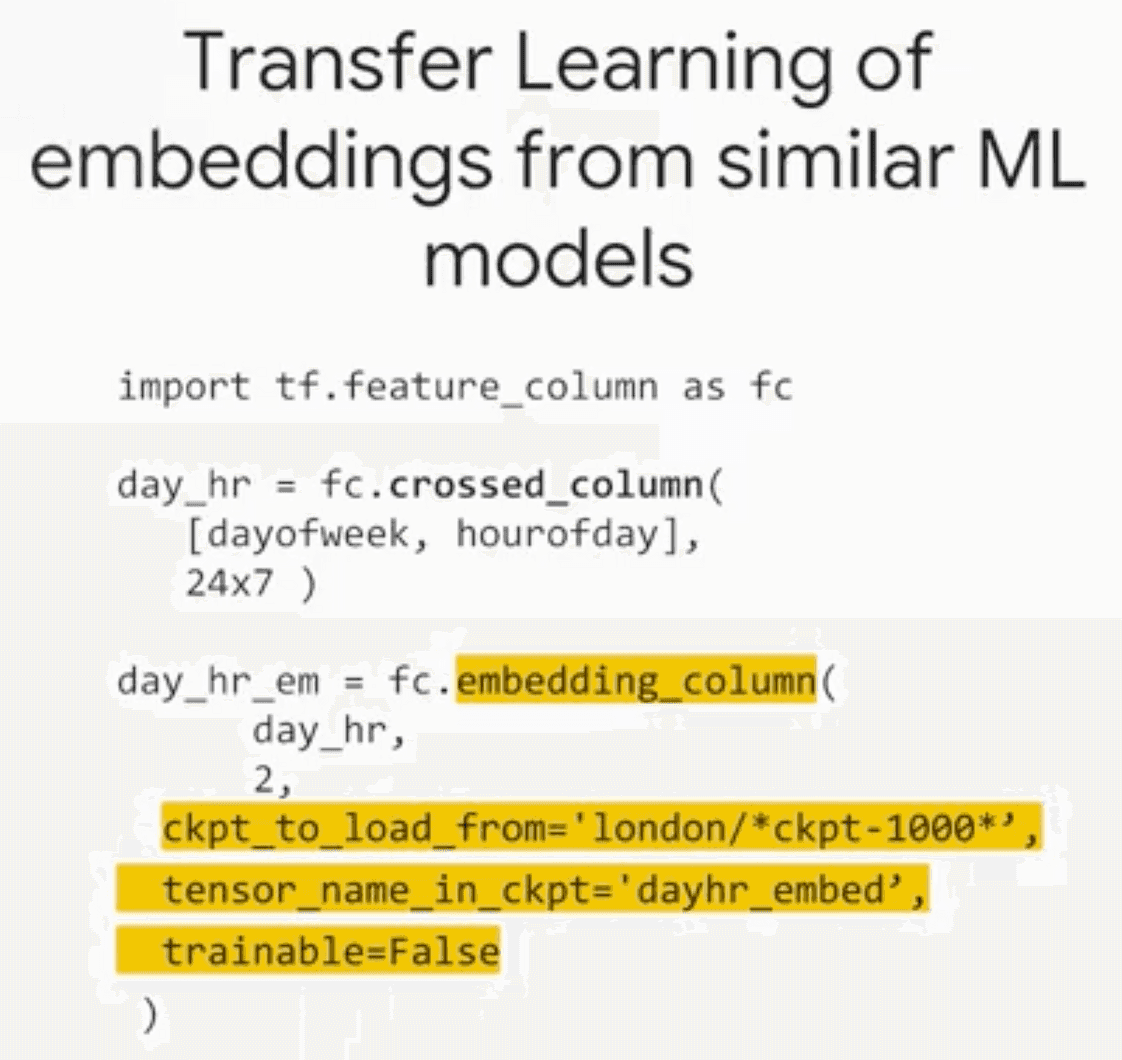 Transfer Learning of
embeddings from similar ML
models
import tf.feature_column as fc
day_hr = fc.crossed_column(
[dayofweek, hourofday],
24x7 )
day_hr_em = fc.embedding_column(
day_hr,
2,
ckpt_to_load_from='london/*ckpt-1000*’,
tensor_name_in_ckpt='dayhr_embed’,
trainable=False
)